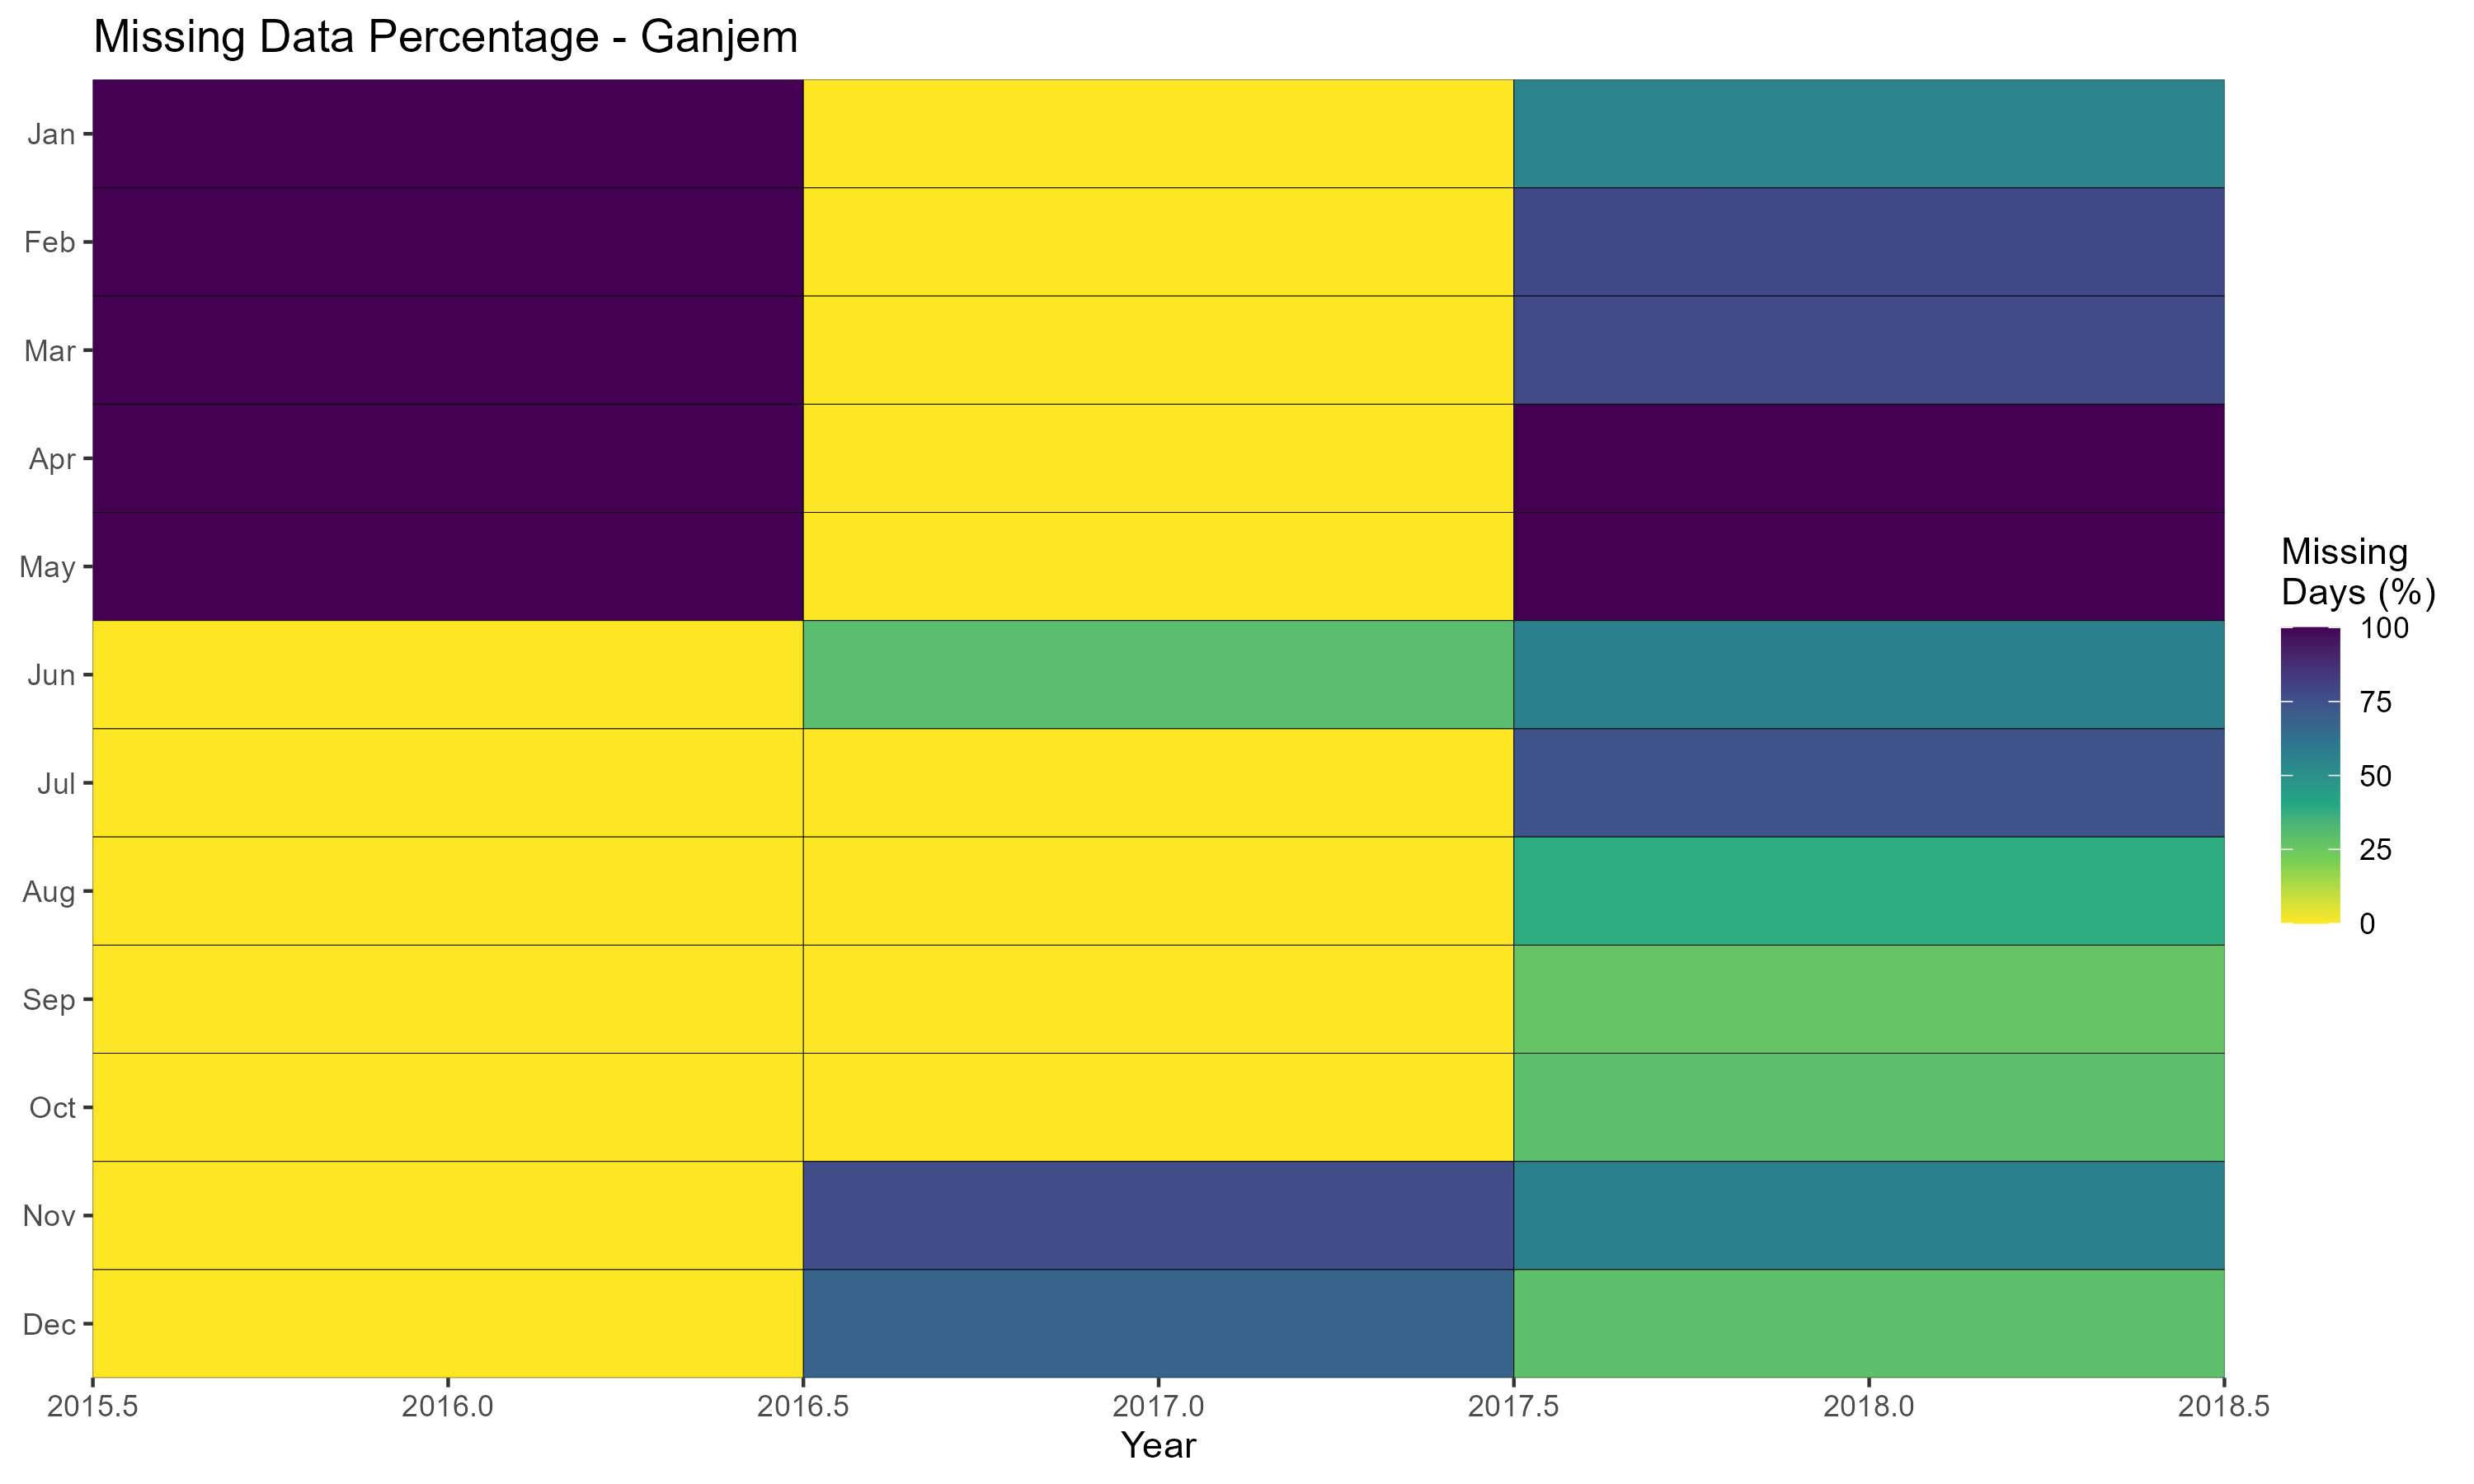 Missing Data Percentage - Ganjem
Jan
Feb
Mar
Apr
May
Jun
Jul
Aug
Sep
Oct
Nov
Dec
2015.5 2016.0 2016.5 2017.0 2017.5 2018.0 2018.5
Year
Missing
Days (%)
100
75
50
25
0